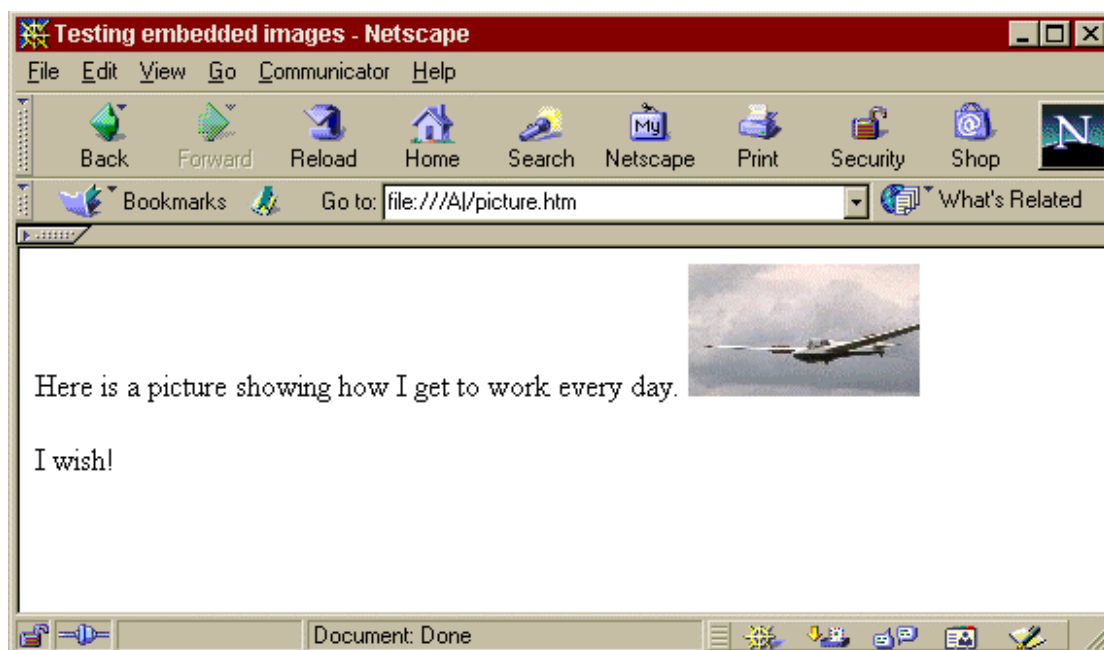 Testing embedded images - Netscape
File Edit View Go Communicator Help
Back Forward Reload Home Search My Netscape Print Security Shop N
Bookmarks Go to: file:///A|/picture.htm What's Related
Here is a picture showing how I get to work every day.
I wish!
Document: Done